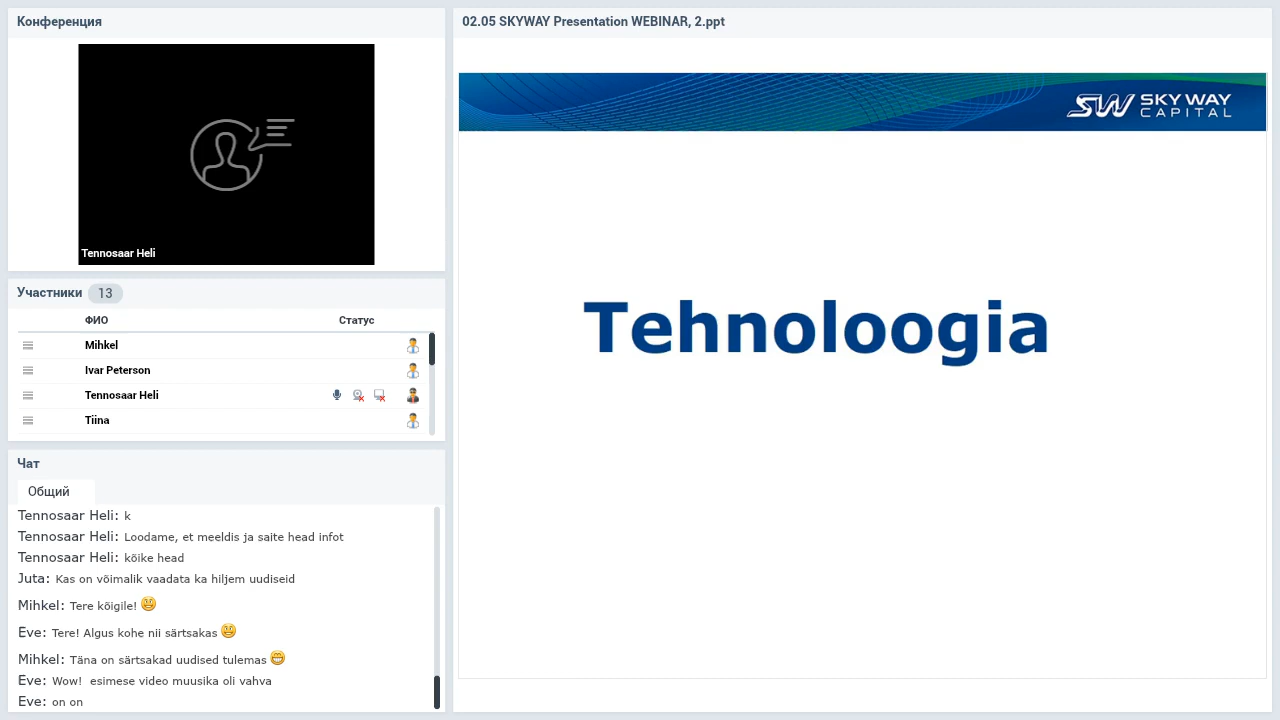 Конференция
Tennosaar Heli
Участники 13
ФИО Статус
Mihkel
Ivar Peterson
Tennosaar Heli
Tiina
Чат
Общий
Tennosaar Heli: k
Tennosaar Heli: Loodame, et meeldis ja saite head infot
Tennosaar Heli: kõike head
Juta: Kas on võimalik vaadata ka hiljem uudiseid
Mihkel: Tere kõigile!
Eve: Tere! Algus kohe nii särtsakas
Mihkel: Täna on särtsakad uudised tulemas
Eve: Wow!  esimese video muusika oli vahva
Eve: on on
02.05 SKYWAY Presentation WEBINAR, 2.ppt
SW SKY WAY
CAPITAL
Tehnoloogia